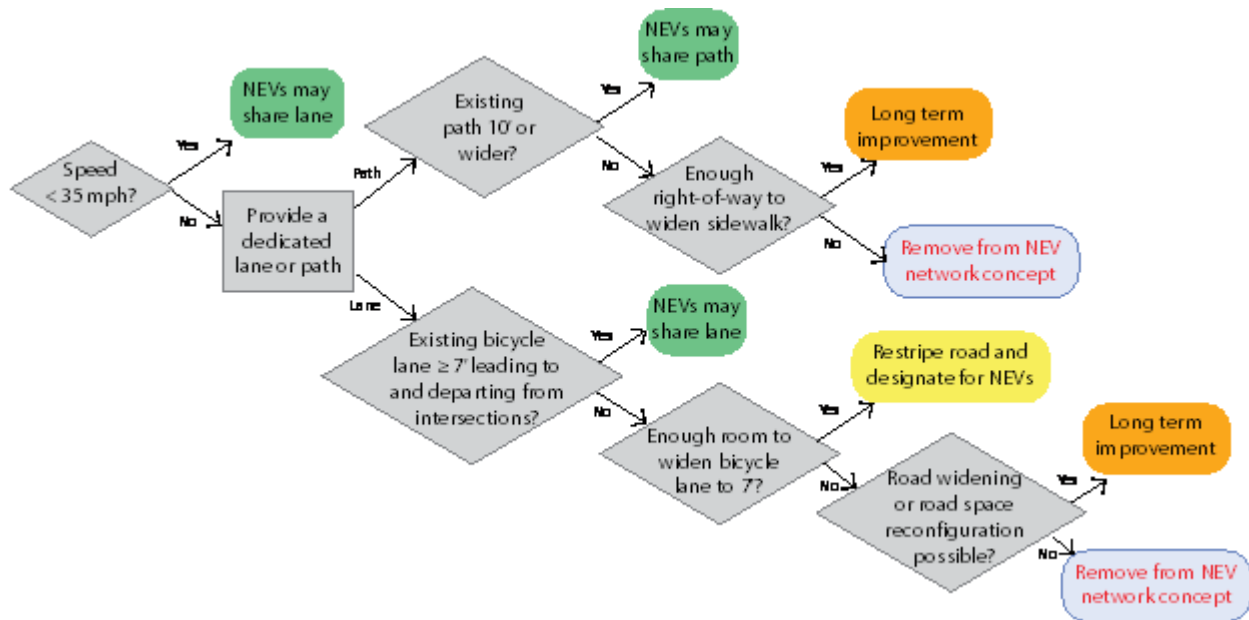 NEVs may
share path
NEVs may
share lane
Yes
Existing
path 10' or
wider?
Yes
Speed
< 35 mph?
No
Path
Provide a
dedicated
lane or path
No
Enough
right-of-way to
widen sidewalk?
Yes
Long term
improvement
No
Remove from NEV
network concept
Lane
Existing bicycle
lane ≥ 7' leading to
and departing from
intersections?
Yes
NEVs may
share lane
No
Enough room to
widen bicycle
lane to 7'?
Yes
Restripe road and
designate for NEVs
No
Road widening
or road space
reconfiguration
possible?
Yes
Long term
improvement
No
Remove from NEV
network concept